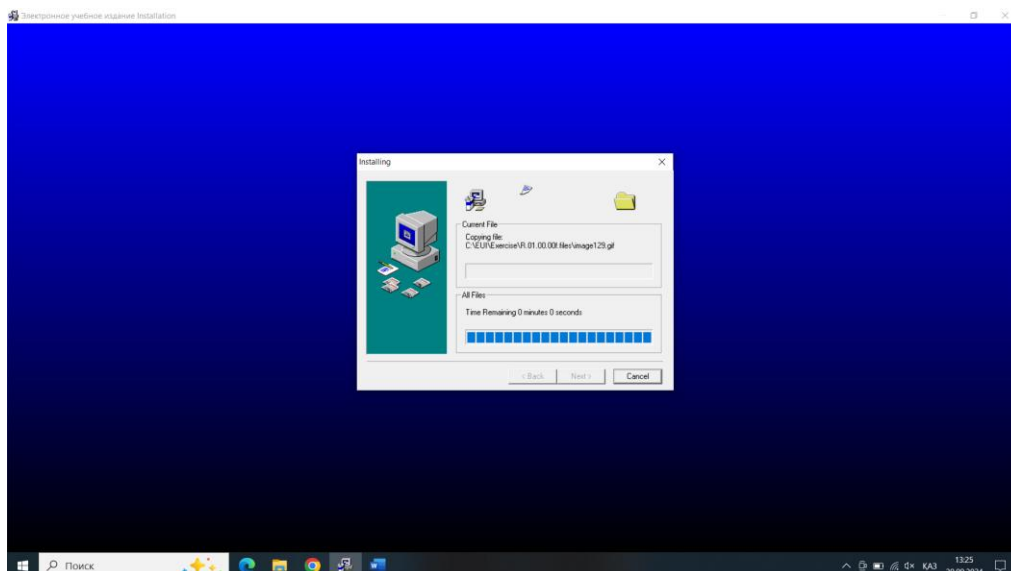 Электронное учебное издание Installation
Installing
Current File
Copying file:
C:\EUI\Exercise\R.01.00.00f.files\image129.gif
All Files
Time Remaining 0 minutes 0 seconds
< Back
Next >
Cancel
Поиск
ҚАЗ
13:25